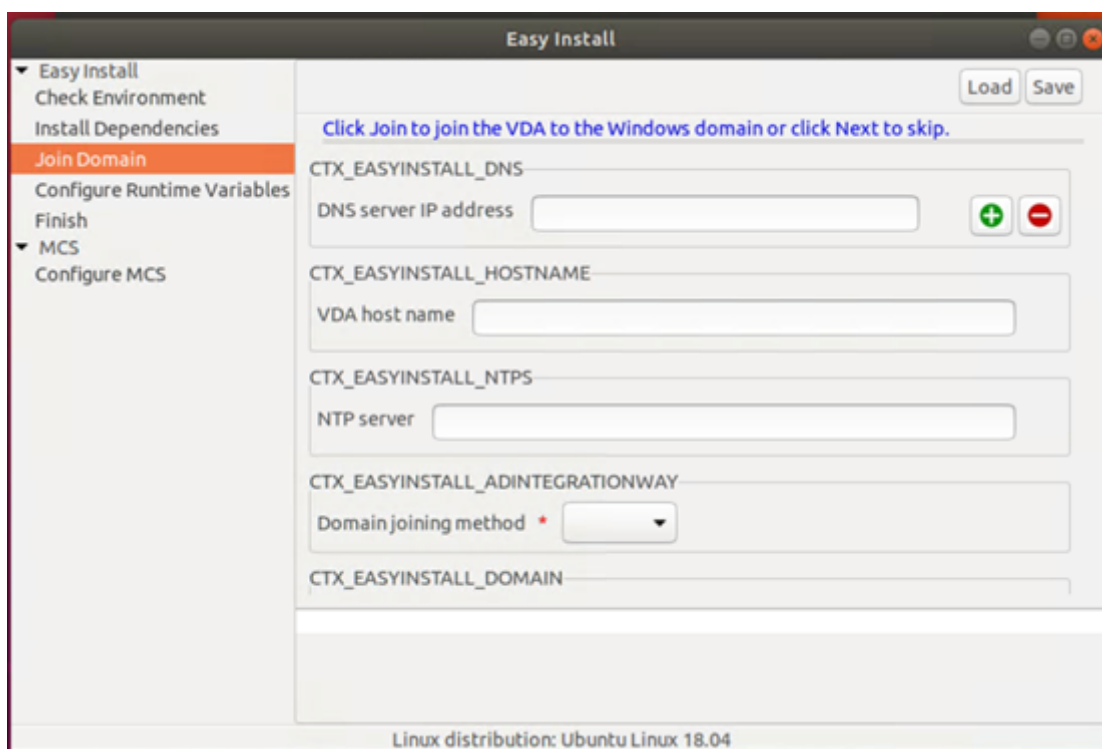 Easy Install
Easy Install
Check Environment
Install Dependencies
Join Domain
Configure Runtime Variables
Finish
MCS
Configure MCS
Load Save
Click Join to join the VDA to the Windows domain or click Next to skip.
CTX_EASYINSTALL_DNS
DNS server IP address
CTX_EASYINSTALL_HOSTNAME
VDA host name
CTX_EASYINSTALL_NTPS
NTP server
CTX_EASYINSTALL_ADINTEGRATIONWAY
Domain joining method *
CTX_EASYINSTALL_DOMAIN
Linux distribution: Ubuntu Linux 18.04